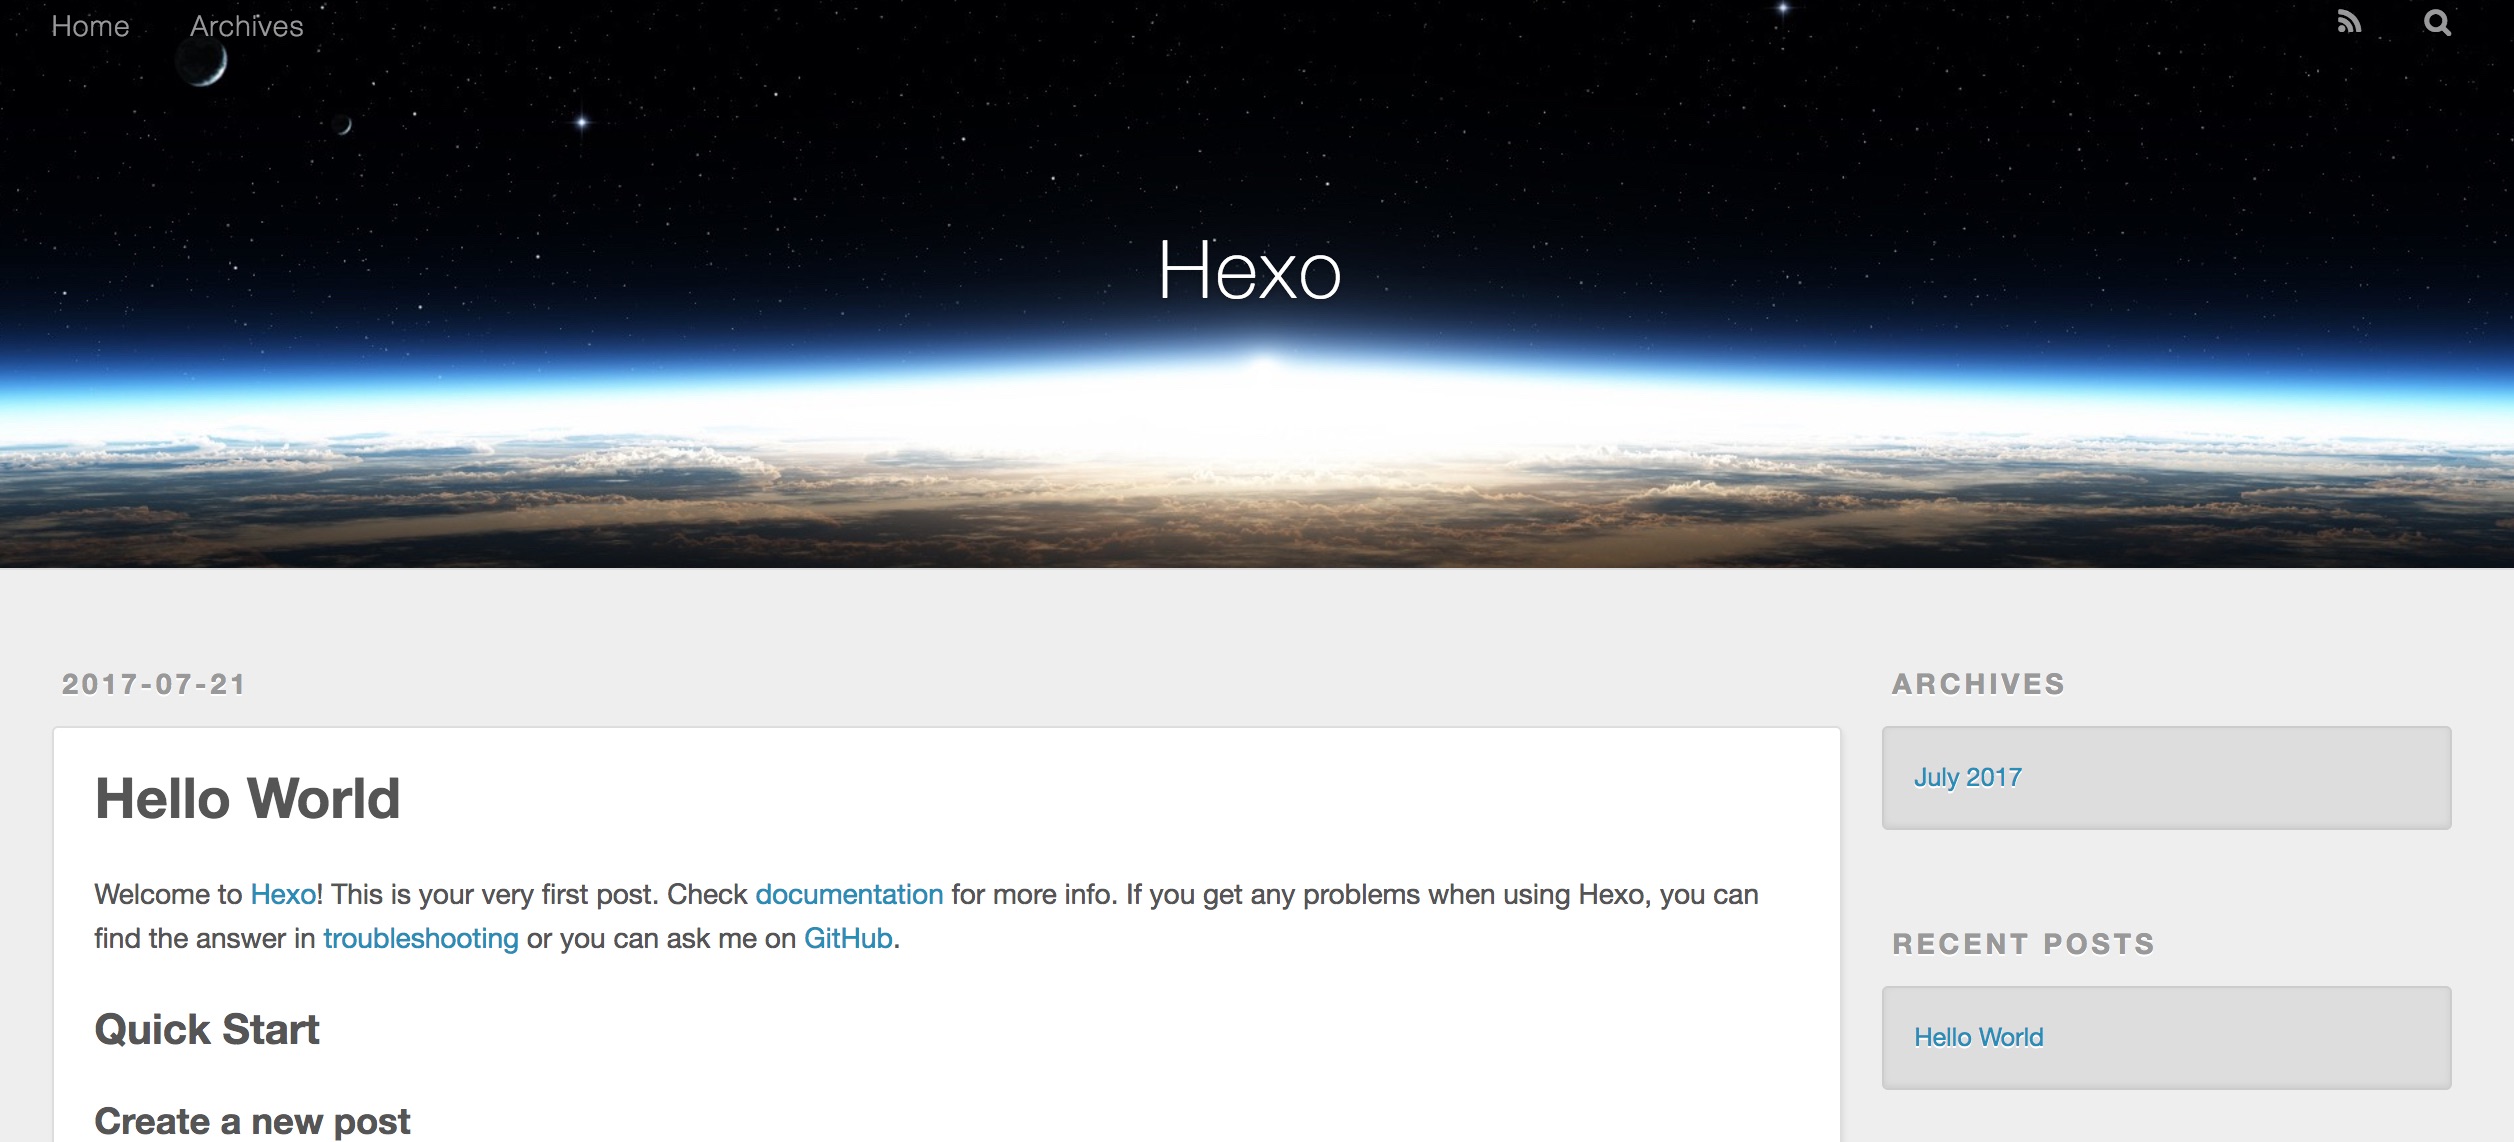 Home Archives
Hexo
2017-07-21
Hello World
Welcome to Hexo! This is your very first post. Check documentation for more info. If you get any problems when using Hexo, you can
find the answer in troubleshooting or you can ask me on GitHub.
Quick Start
Create a new post
ARCHIVES
July 2017
RECENT POSTS
Hello World